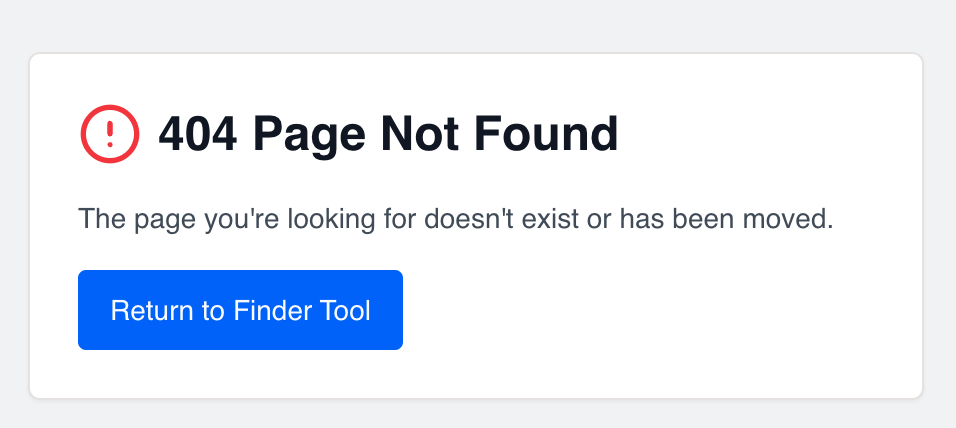 404 Page Not Found
The page you're looking for doesn't exist or has been moved.
Return to Finder Tool